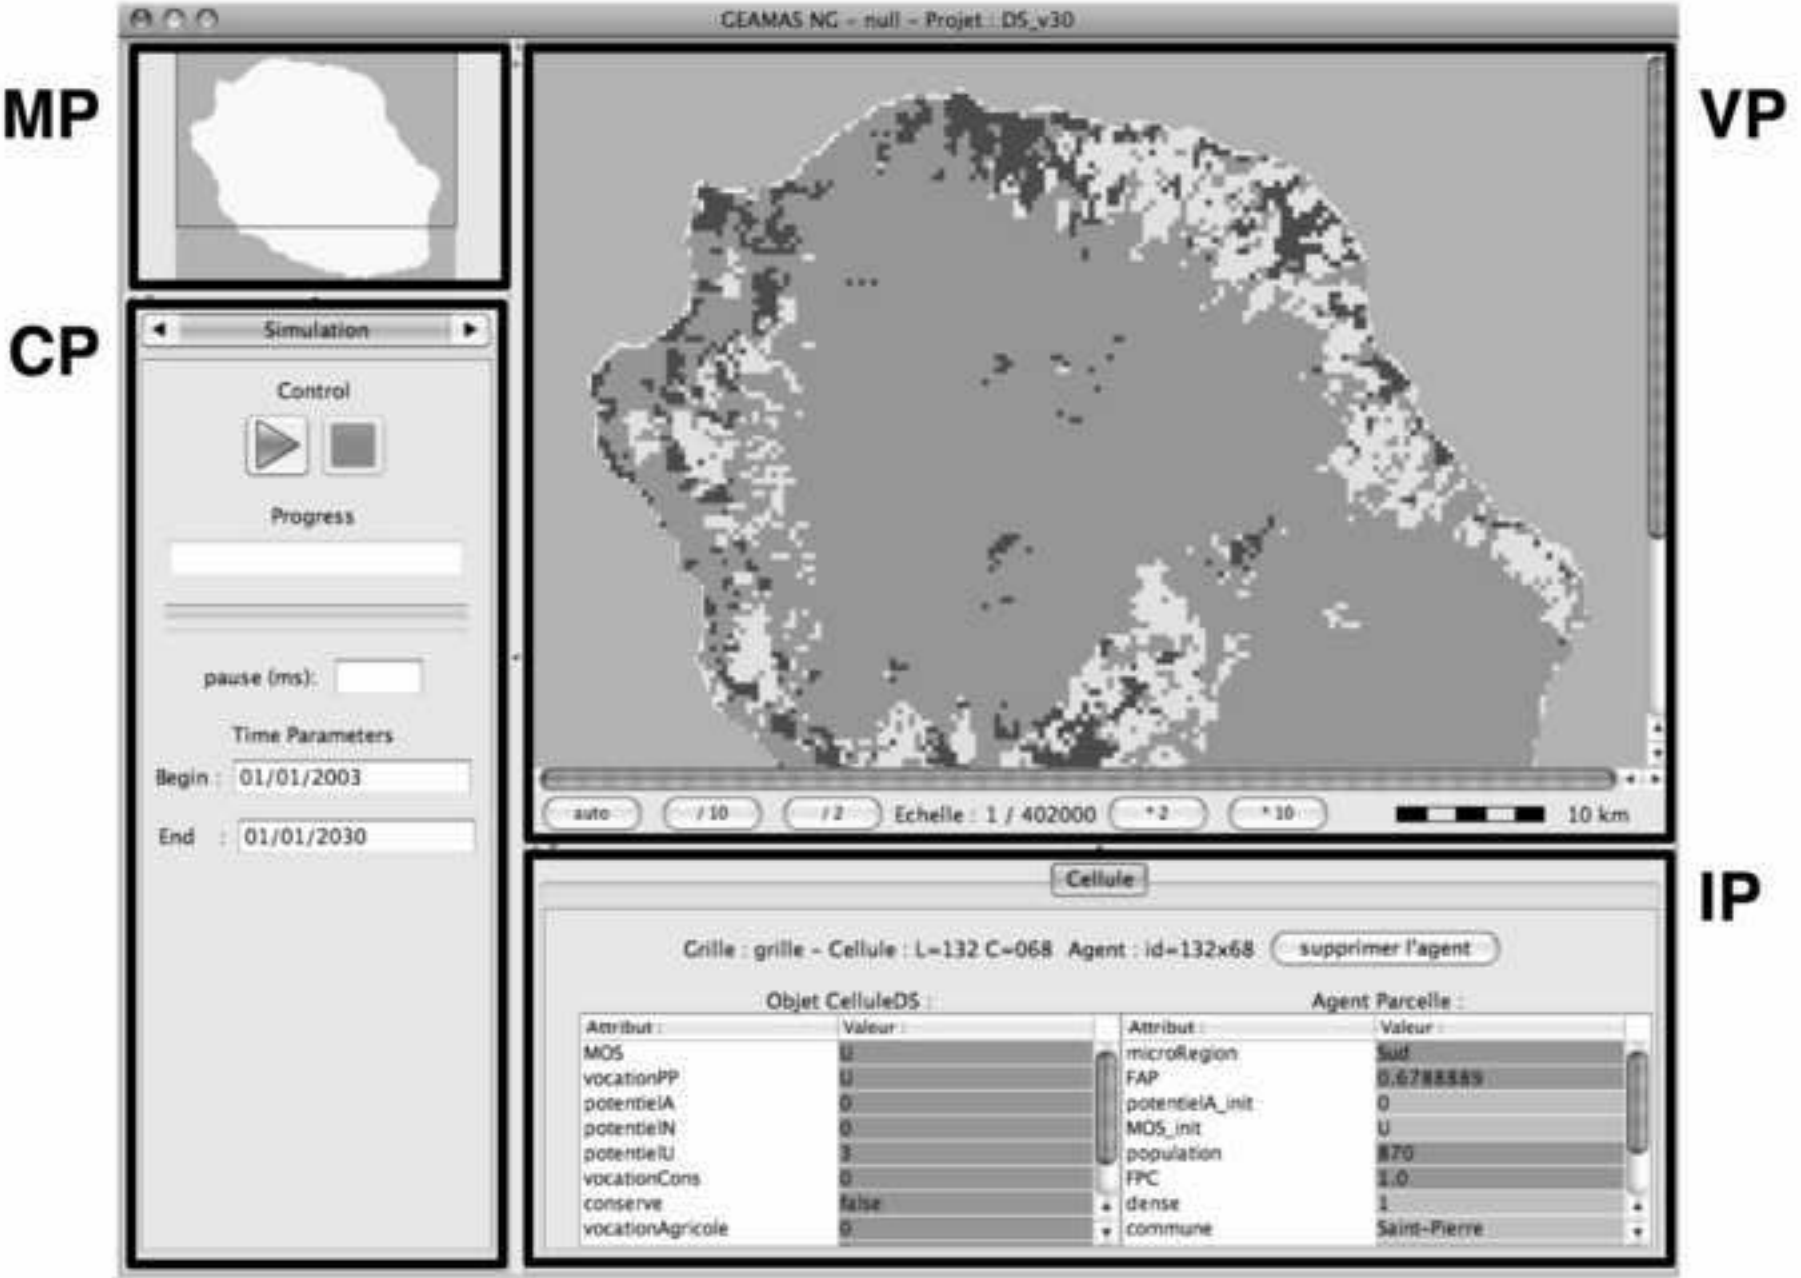 GEAMAS NG - null - Projet : DS_v30
MP
VP
CP
Simulation
Control
Progress
pause (ms):
Time Parameters
Begin : 01/01/2003
End : 01/01/2030
auto / 10 / 2 Echelle : 1 / 402000 * 2 * 10 10 km
IP
Cellule
Grille : grille - Cellule : L=132 C=068 Agent : id=132x68 supprimer l'agent
Objet CelluleDS : Agent Parcelle :
Attribut : Valeur : Attribut : Valeur :
MOS U microRegion Sud
vocationPP U FAP 0.6788889
potentielA 0 potentielA_init 0
potentielN 0 MOS_init U
potentielU 3 population 870
vocationCons 0 FPC 1.0
conserve false dense 1
vocationAgricole 0 commune Saint-Pierre